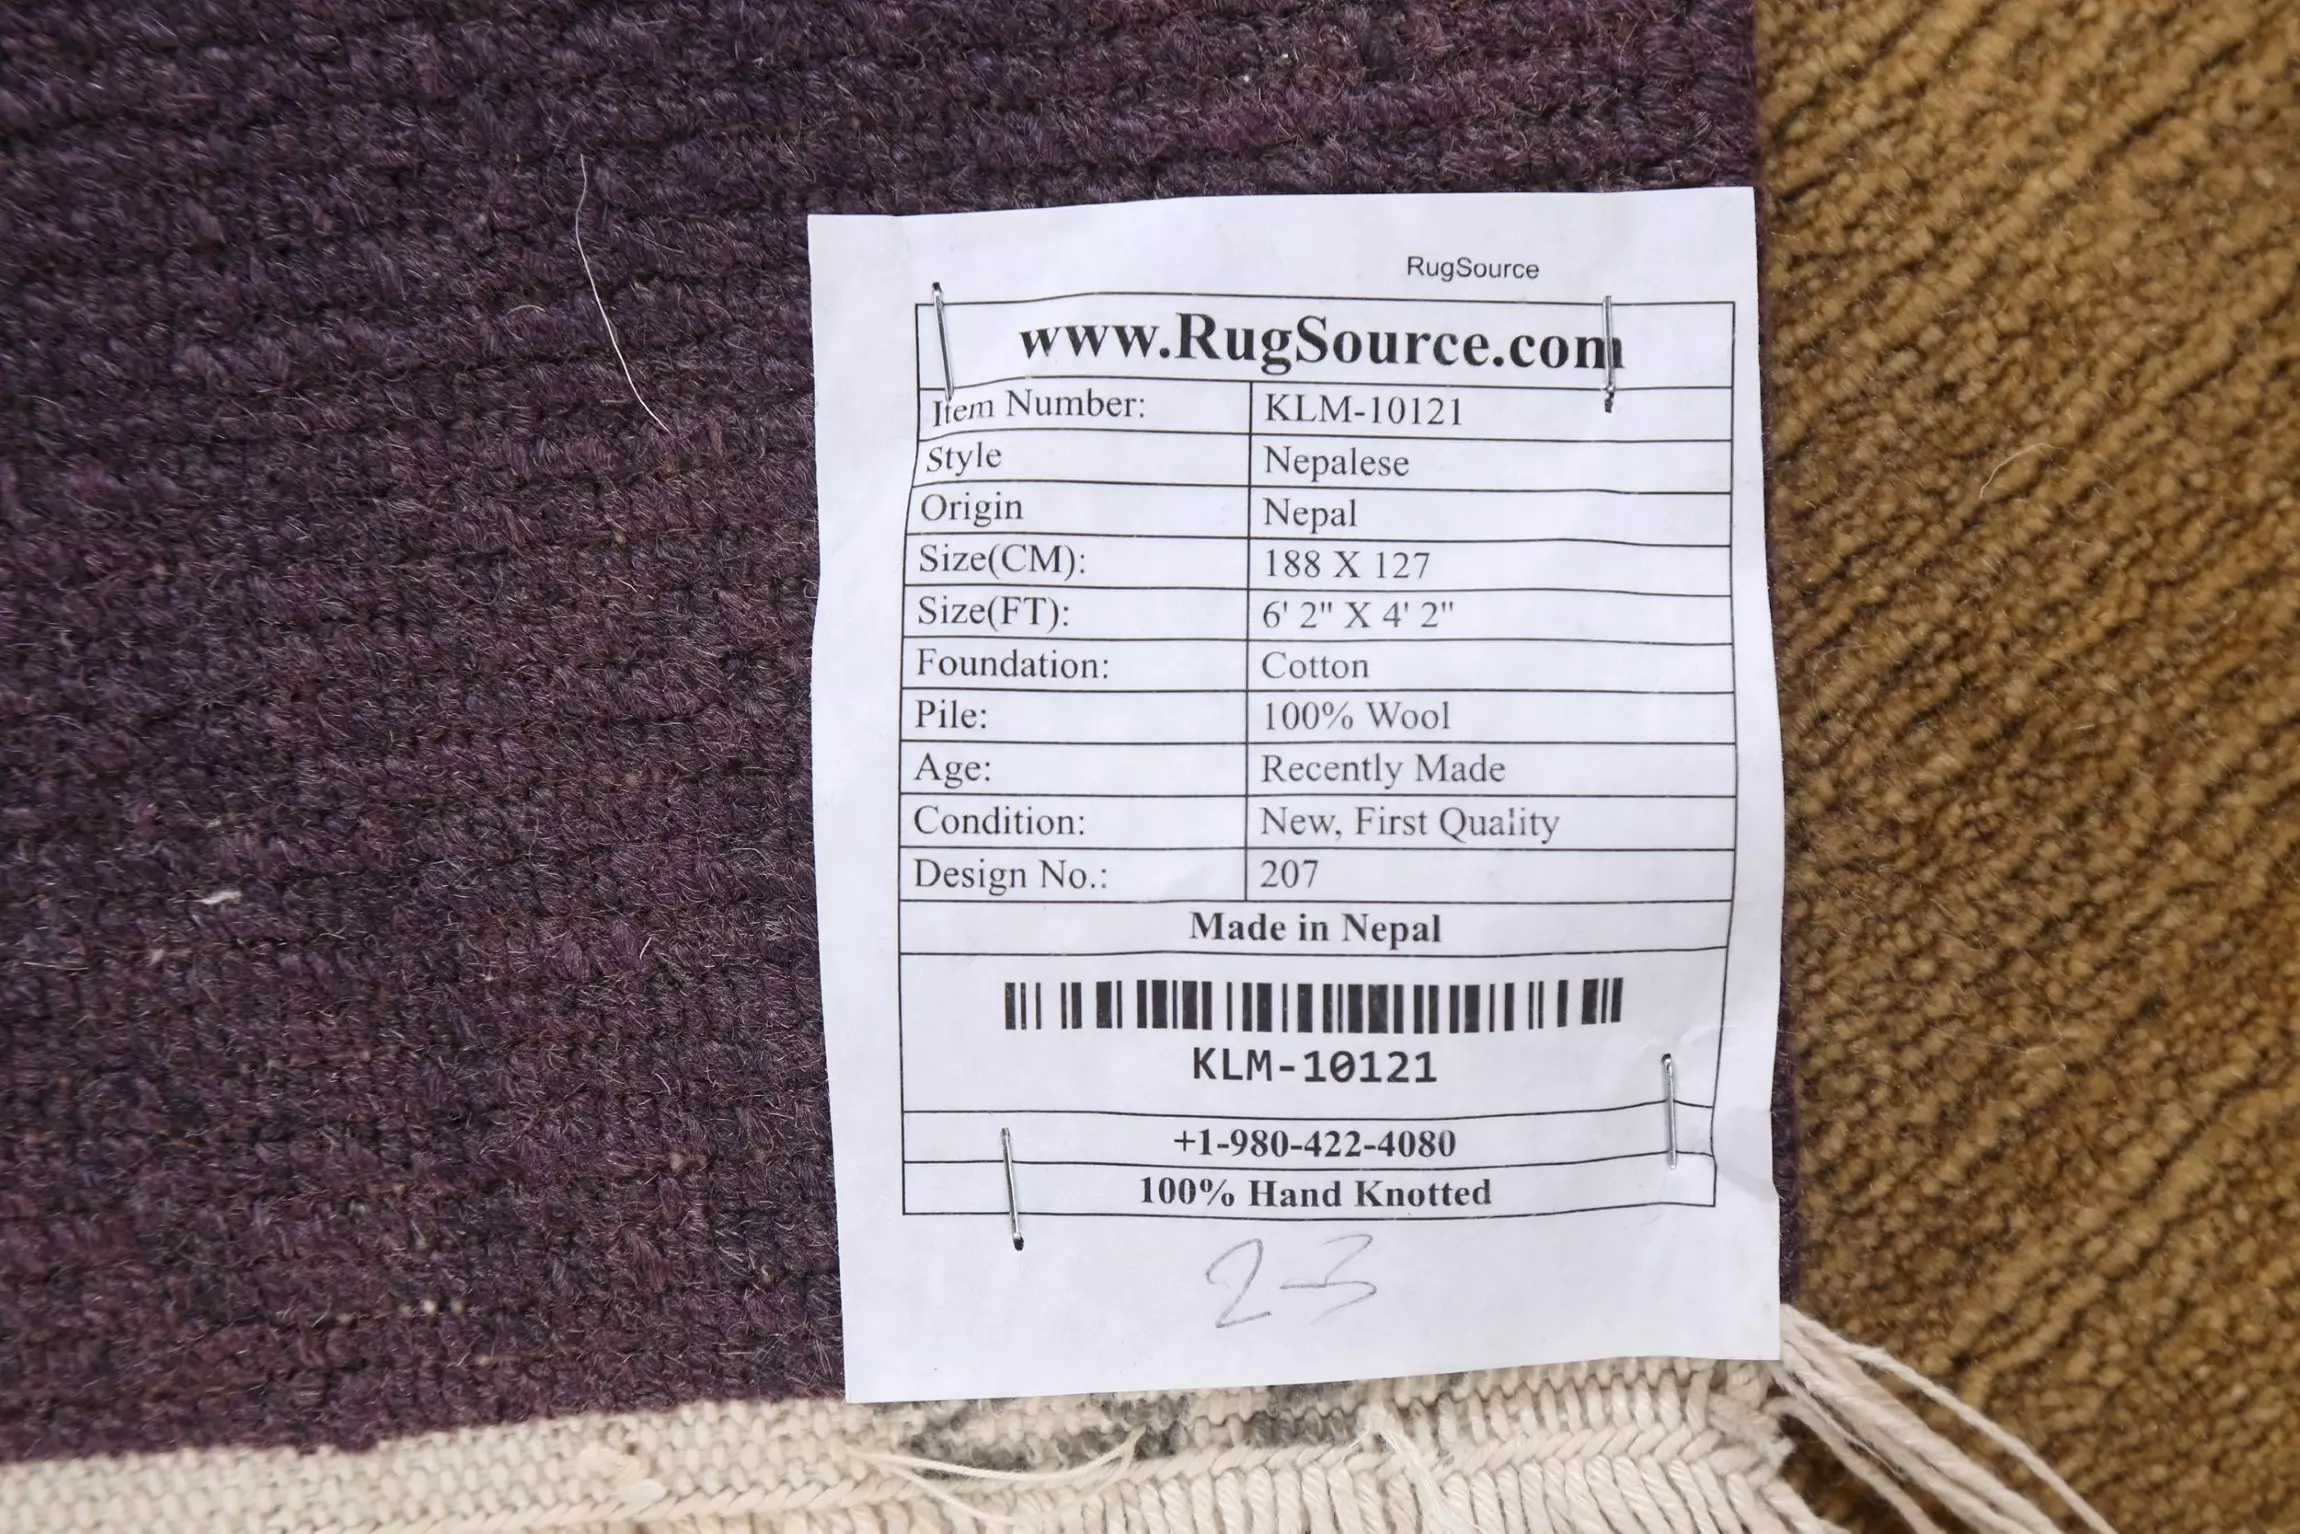 RugSource
www.RugSource.com
Item Number: KLM-10121
Style Nepalese
Origin Nepal
Size(CM): 188 X 127
Size(FT): 6' 2" X 4' 2"
Foundation: Cotton
Pile: 100% Wool
Age: Recently Made
Condition: New, First Quality
Design No.: 207
Made in Nepal
KLM-10121
+1-980-422-4080
100% Hand Knotted
23